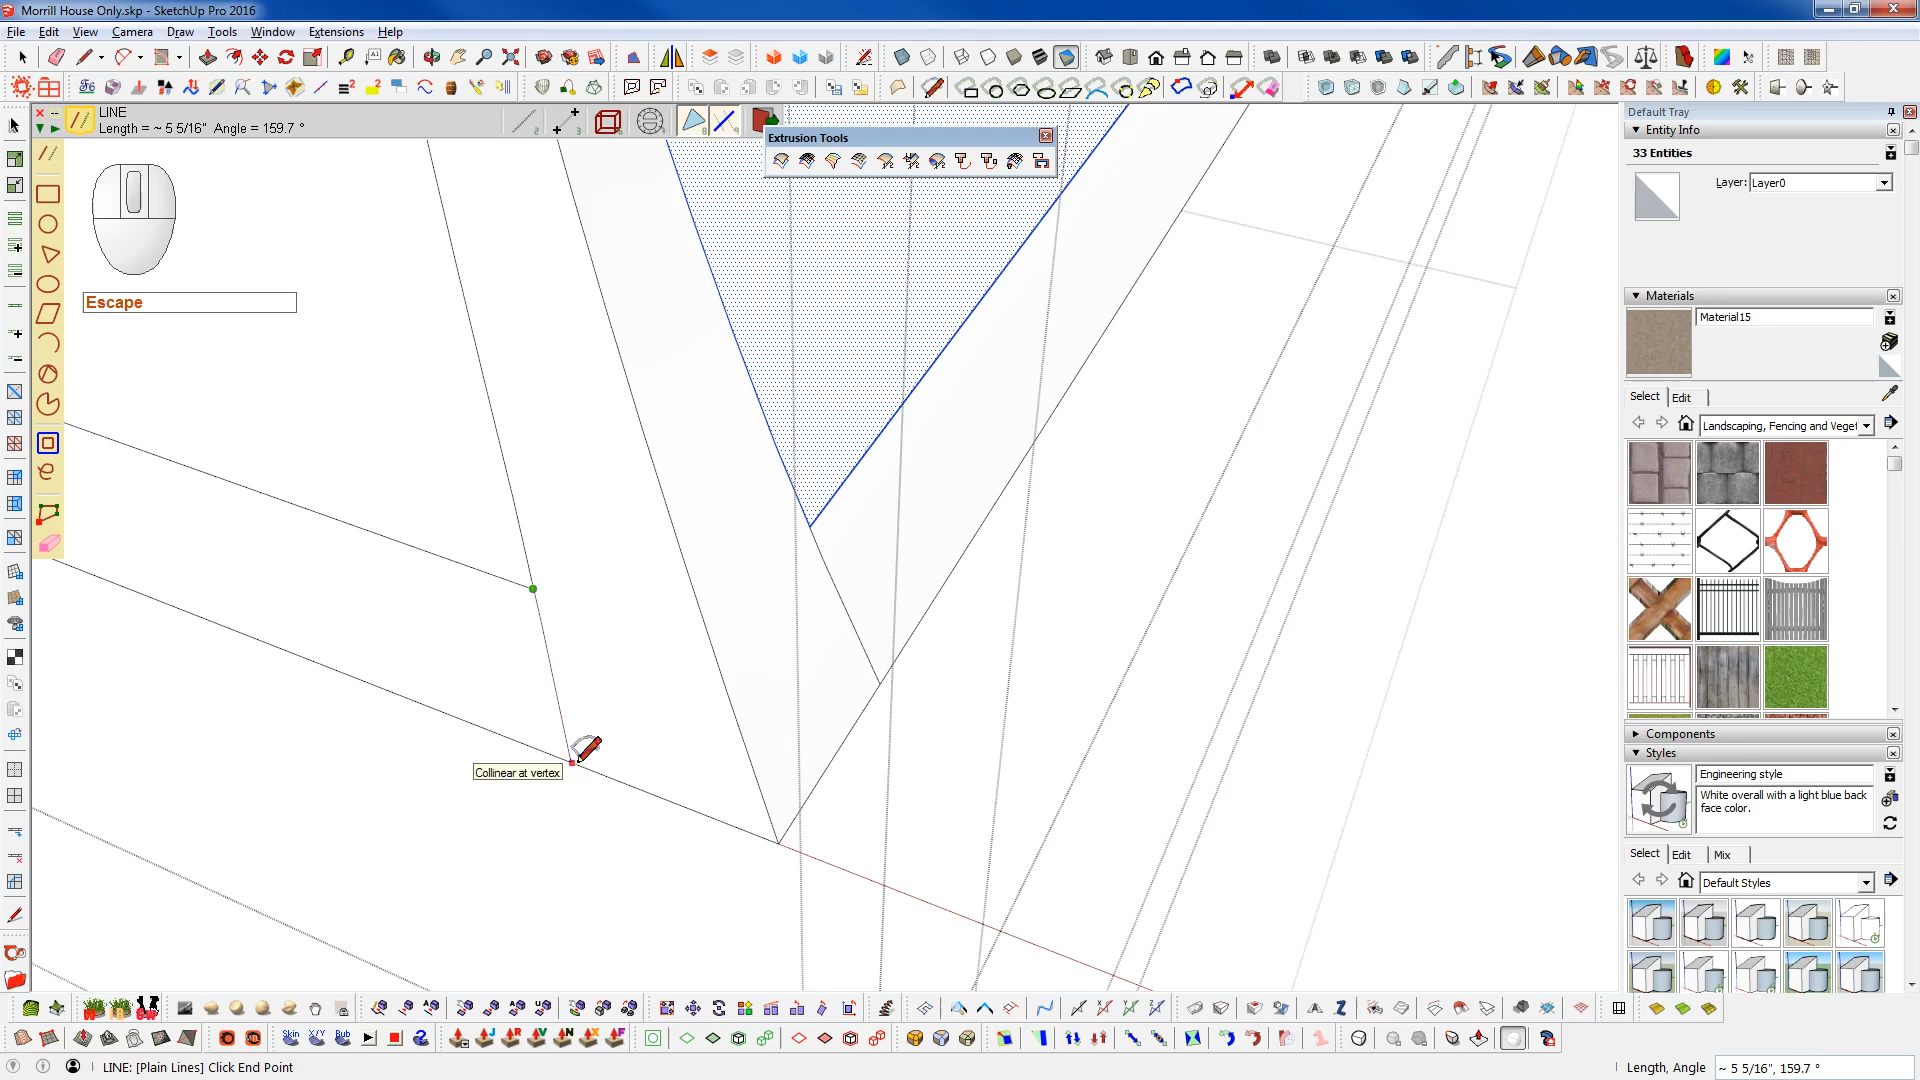 Morrill House Only.skp - SketchUp Pro 2016
File Edit View Camera Draw Tools Window Extensions Help
LINE
Length = ~ 5 5/16" Angle = 159.7 °
Extrusion Tools
Escape
Collinear at vertex
Default Tray
Entity Info
33 Entities
Layer: Layer0
Materials
Material15
Select Edit
Landscaping, Fencing and Veget
Components
Styles
Engineering style
White overall with a light blue back
face color.
Select Edit Mix
Default Styles
Skin X/Y Bub
LINE: [Plain Lines] Click End Point
Length, Angle ~ 5 5/16", 159.7 °